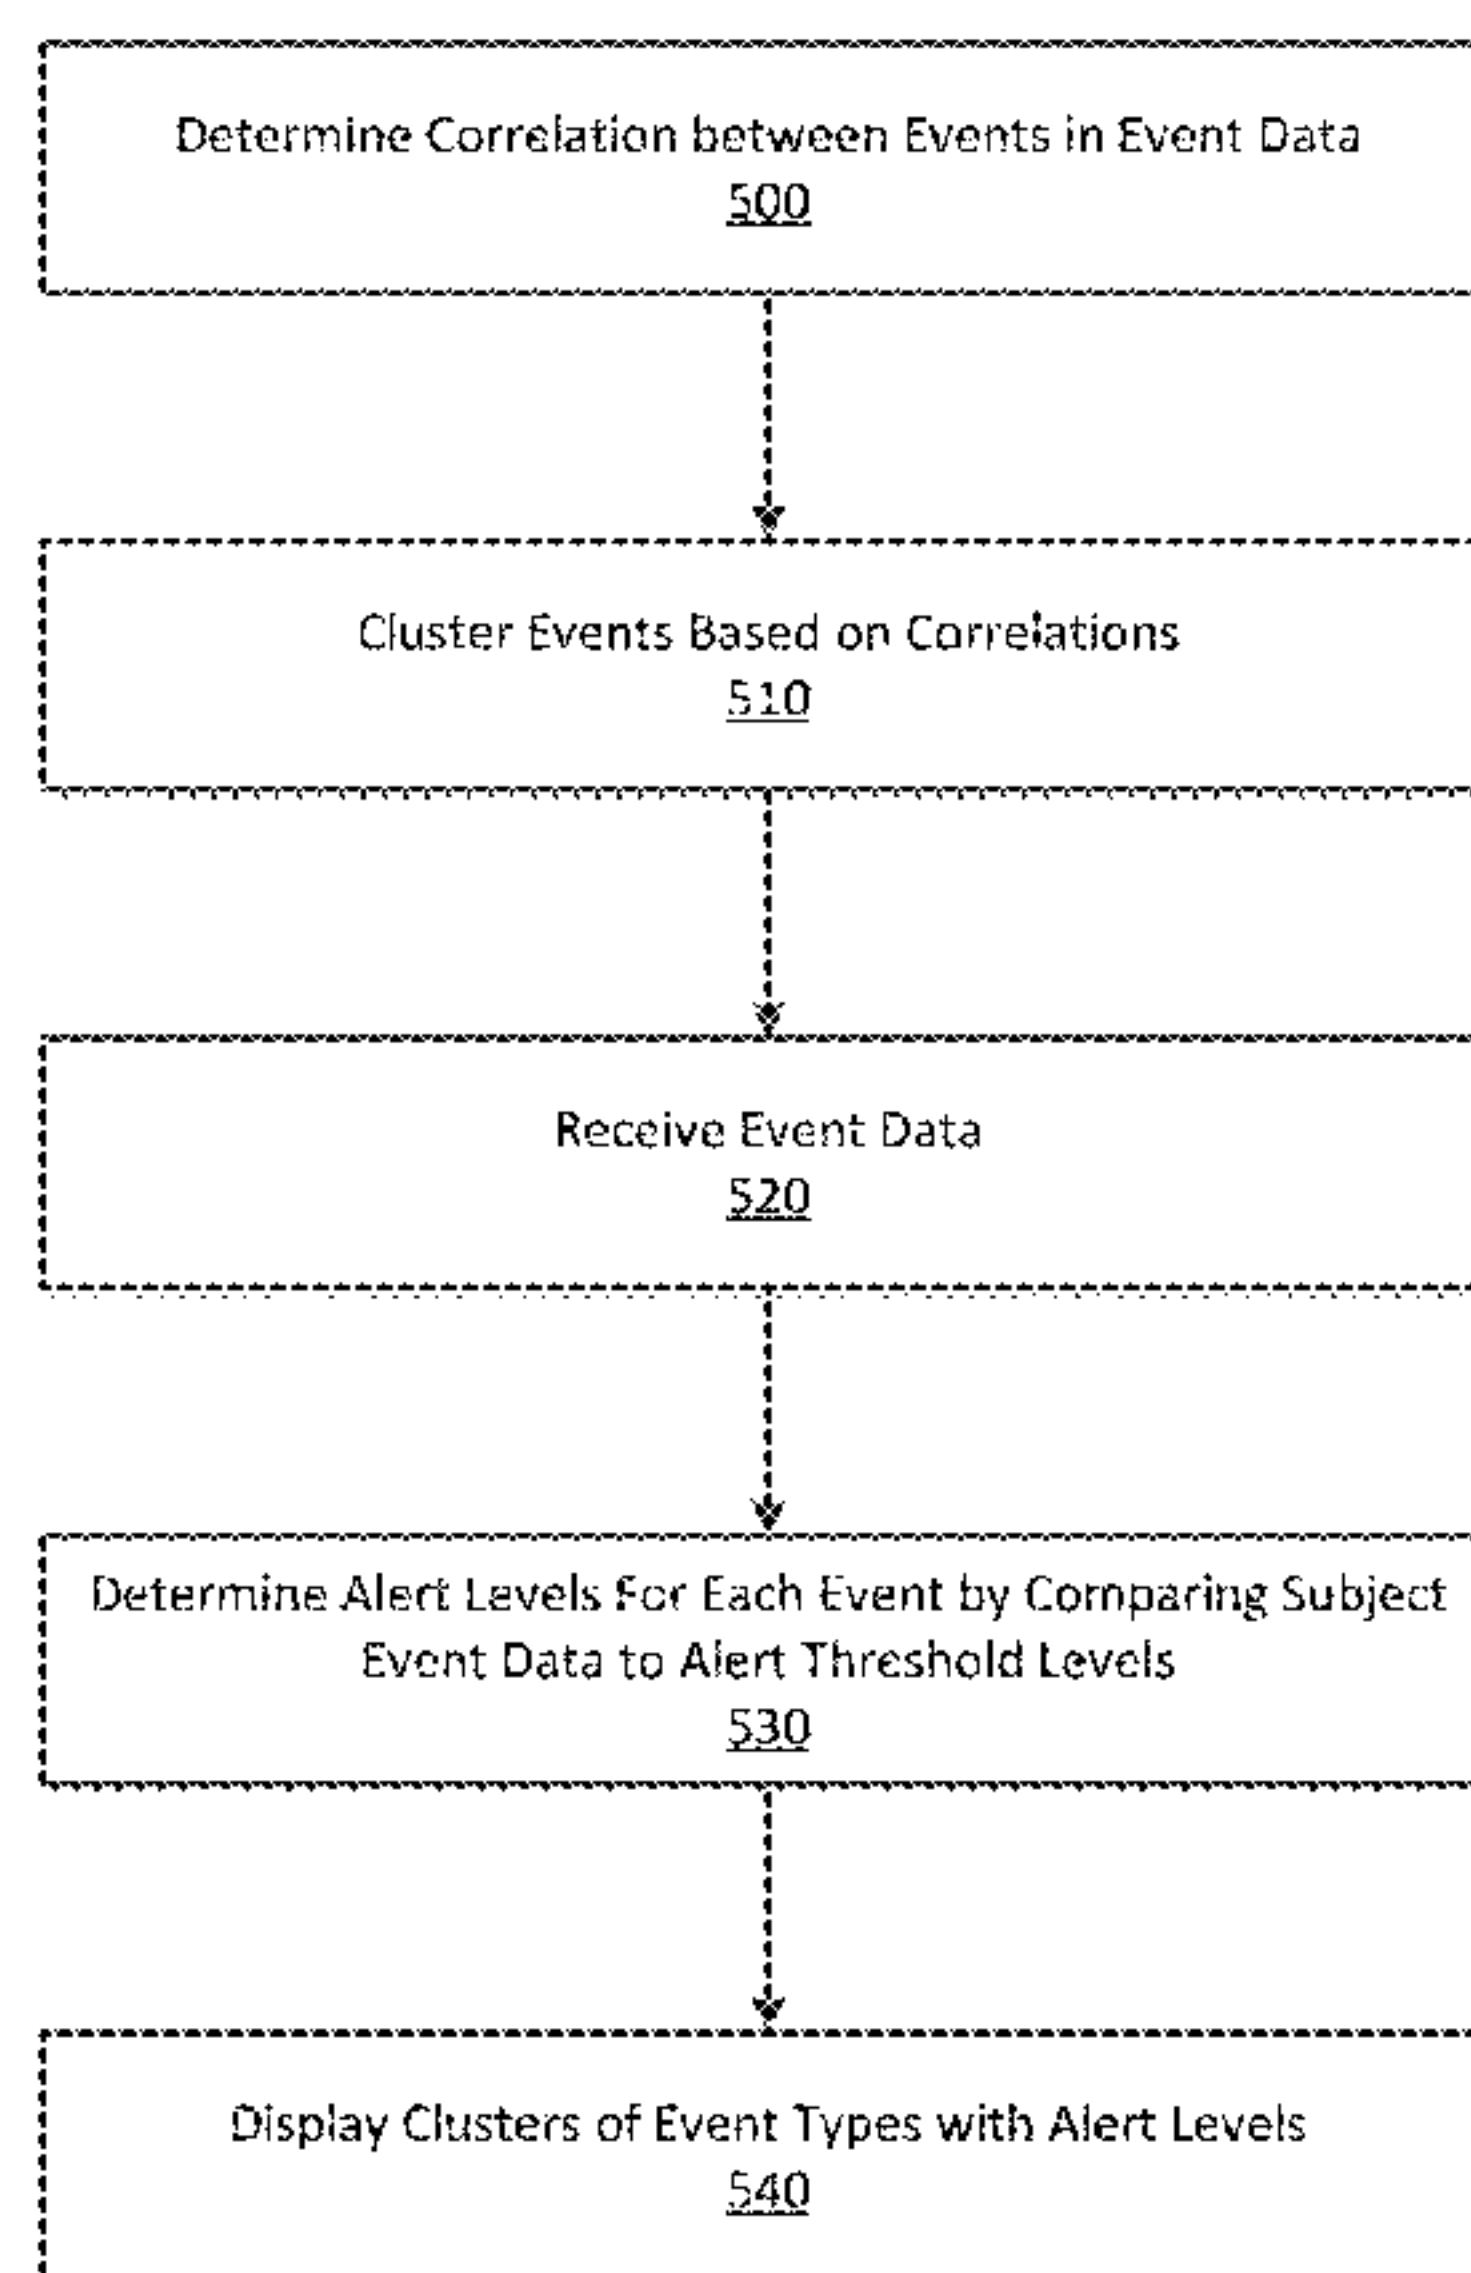 Determine Correlation between Events in Event Data
500
Cluster Events Based on Correlations
510
Receive Event Data
520
Determine Alert Levels For Each Event by Comparing Subject
Event Data to Alert Threshold Levels
530
Display Clusters of Event Types with Alert Levels
540